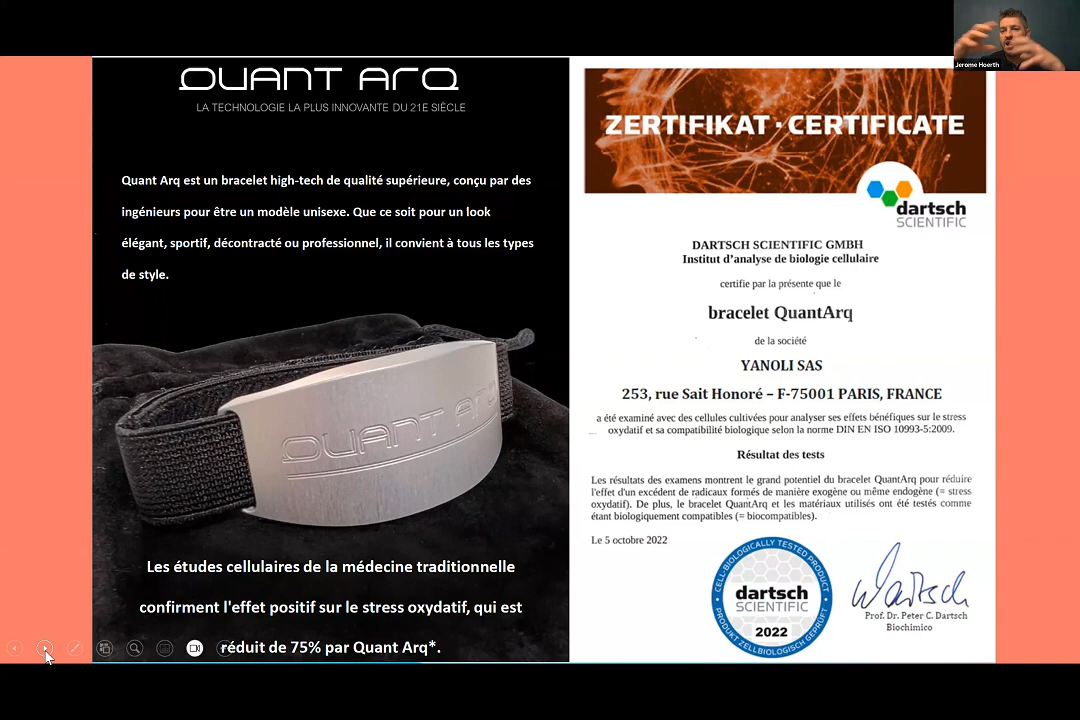 Jerome Hoerth
QUANT ARQ
LA TECHNOLOGIE LA PLUS INNOVANTE DU 21E SIÈCLE
Quant Arq est un bracelet high-tech de qualité supérieure, conçu par des
ingénieurs pour être un modèle unisexe. Que ce soit pour un look
élégant, sportif, décontracté ou professionnel, il convient à tous les types
de style.
QUANT ARQ
Les études cellulaires de la médecine traditionnelle
confirment l'effet positif sur le stress oxydatif, qui est
réduit de 75% par Quant Arq*.
ZERTIFIKAT · CERTIFICATE
dartsch
SCIENTIFIC
DARTSCH SCIENTIFIC GMBH
Institut d'analyse de biologie cellulaire
certifie par la présente que le
bracelet QuantArq
de la société
YANOLI SAS
253, rue Sait Honoré – F-75001 PARIS, FRANCE
a été examiné avec des cellules cultivées pour analyser ses effets bénéfiques sur le stress
oxydatif et sa compatibilité biologique selon la norme DIN EN ISO 10993-5:2009.
Résultat des tests
Les résultats des examens montrent le grand potentiel du bracelet QuantArq pour réduire
l'effet d'un excédent de radicaux formés de manière exogène ou même endogène (= stress
oxydatif). De plus, le bracelet QuantArq et les matériaux utilisés ont été testés comme
étant biologiquement compatibles (= biocompatibles).
Le 5 octobre 2022
CELL-BIOLOGICALLY TESTED PRODUCT
dartsch
SCIENTIFIC
2022
PRODUKT ZELLBIOLOGISCH GEPRÜFT
Prof. Dr. Peter C. Dartsch
Biochimico